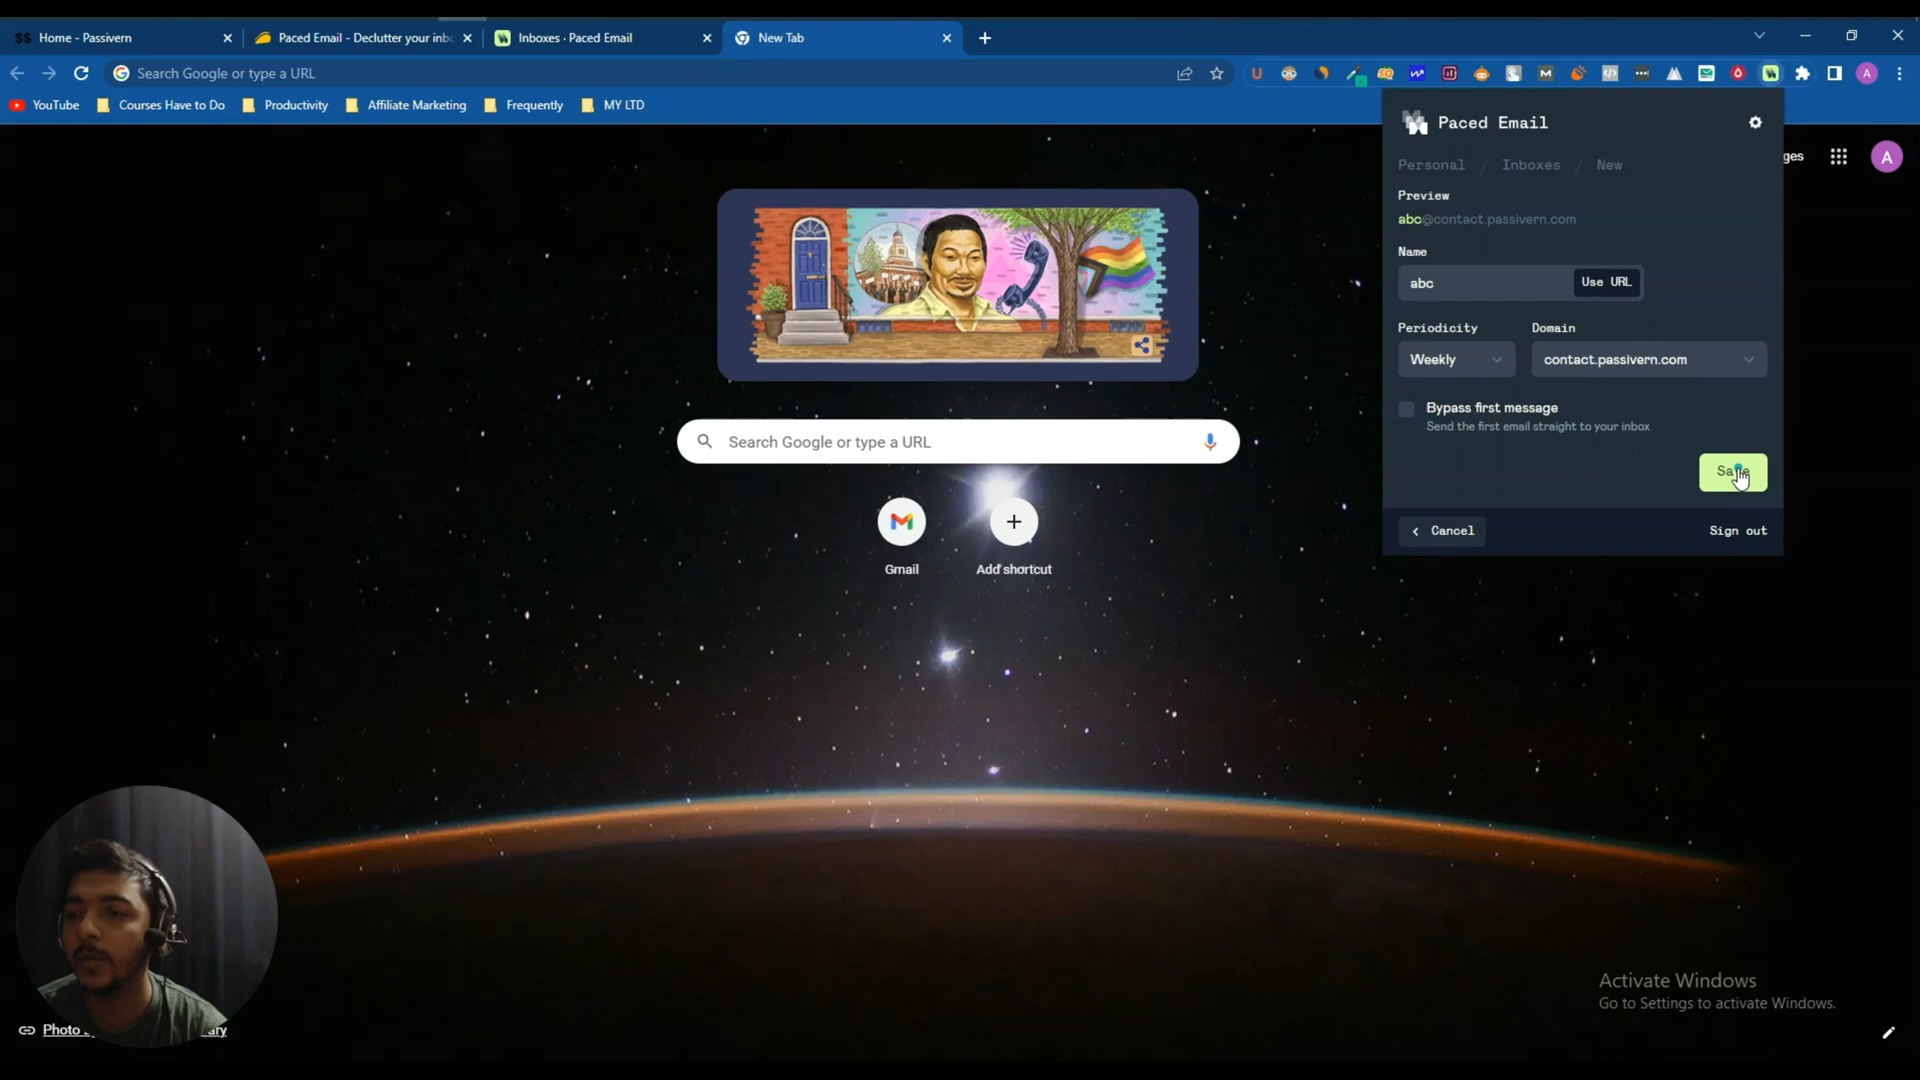 Home - Passivern
Paced Email - Declutter your inb
Inboxes · Paced Email
New Tab
Search Google or type a URL
YouTube
Courses Have to Do
Productivity
Affiliate Marketing
Frequently
MY LTD
A
Paced Email
Personal / Inboxes / New
Preview
abc@contact.passivern.com
Name
abc
Use URL
Periodicity
Domain
Weekly
contact.passivern.com
Bypass first message
Send the first email straight to your inbox
Save
Cancel
Sign out
ges
A
Search Google or type a URL
Gmail
Add shortcut
Activate Windows
Go to Settings to activate Windows.
Photo